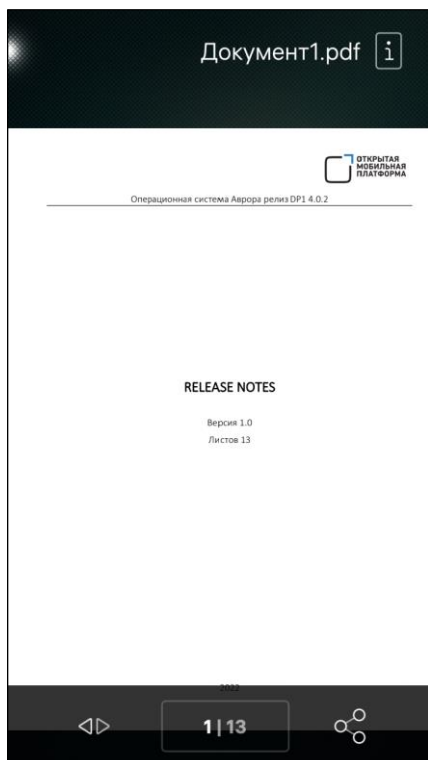 Документ1.pdf
i
ОТКРЫТАЯ
МОБИЛЬНАЯ
ПЛАТФОРМА
Операционная система Аврора релиз DP1 4.0.2
RELEASE NOTES
Версия 1.0
Листов 13
2022
1 | 13